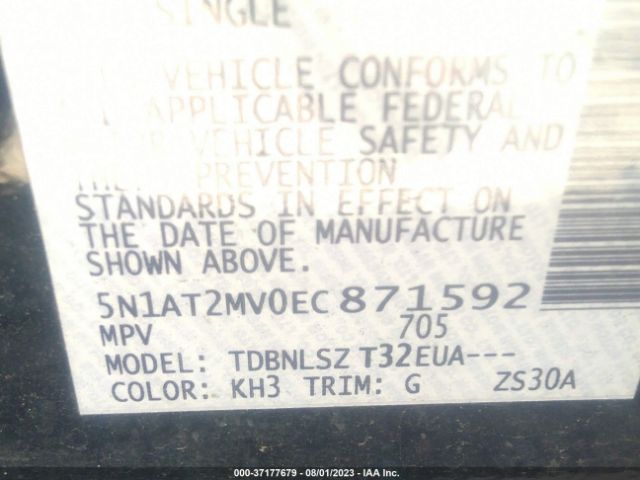 SINGLE
VEHICLE CONFORMS TO
APPLICABLE FEDERAL
VEHICLE SAFETY AND
PREVENTION
STANDARDS IN EFFECT ON
THE DATE OF MANUFACTURE
SHOWN ABOVE.
5N1AT2MV0EC871592
MPV 705
MODEL: TDBNLSZ T32EUA---
COLOR: KH3 TRIM: G ZS30A
000-37177679 - 08/01/2023 - IAA Inc.